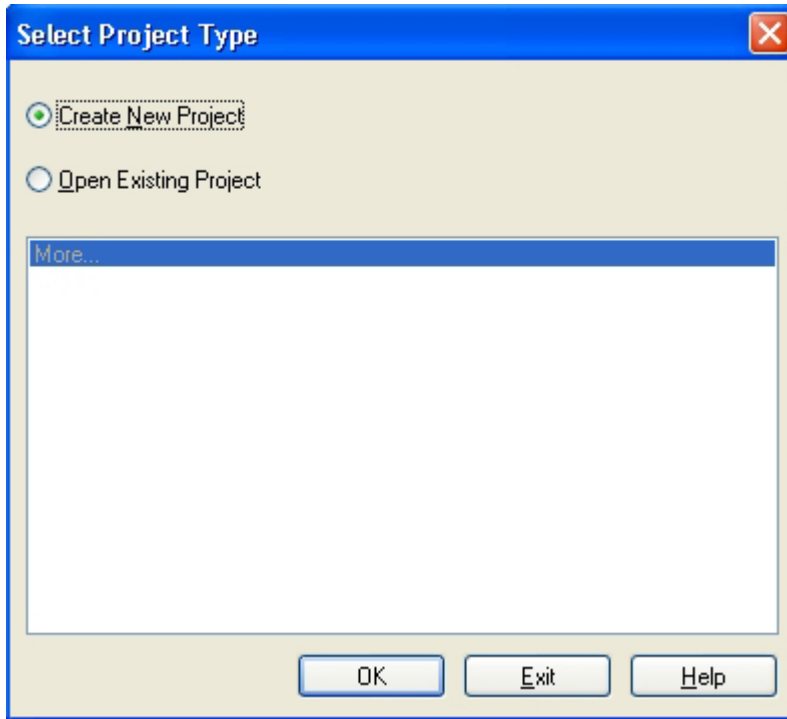 Select Project Type
Create New Project
Open Existing Project
More...
OK Exit Help